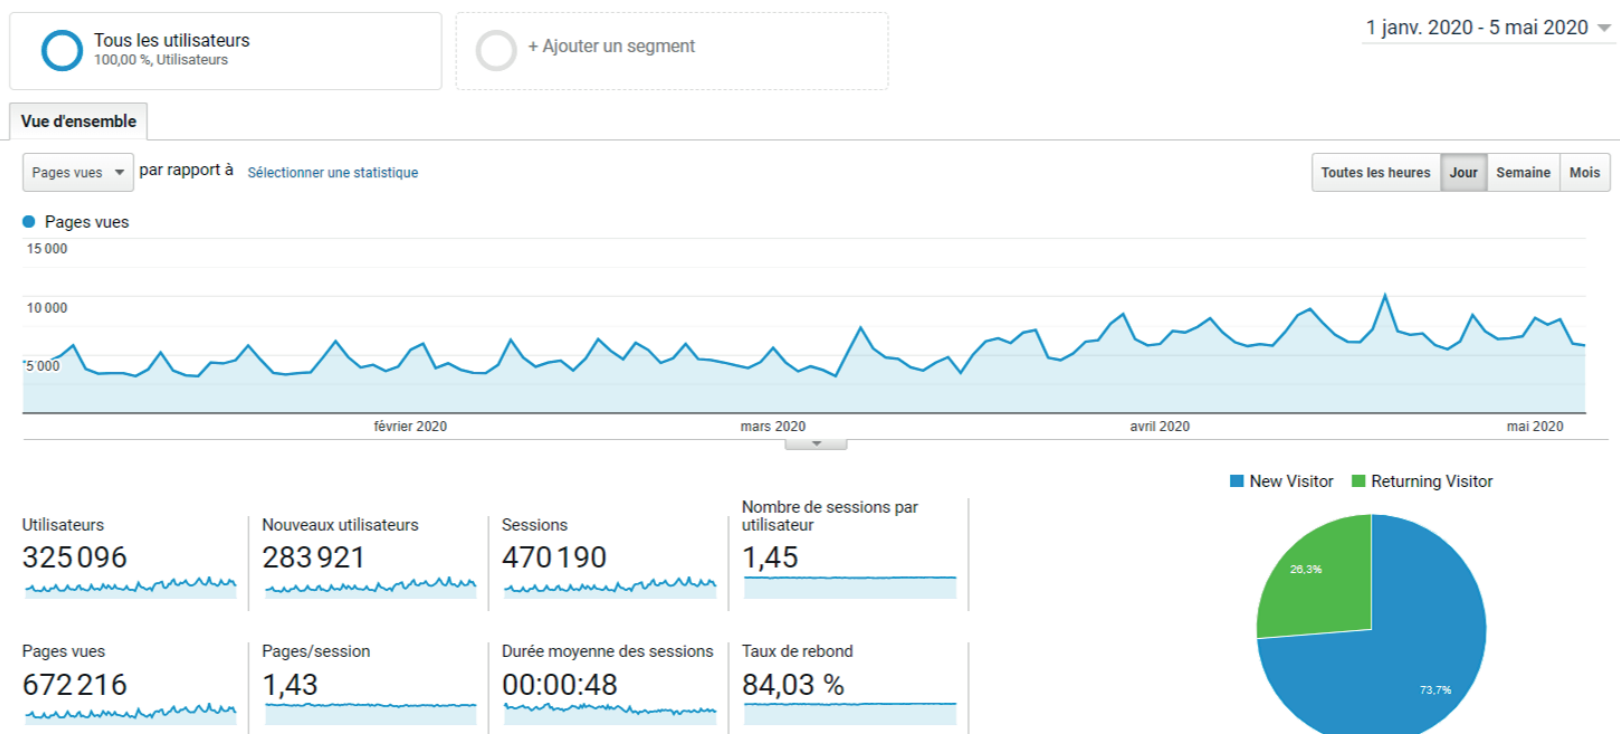 Tous les utilisateurs
100,00 %, Utilisateurs
+ Ajouter un segment
1 janv. 2020 - 5 mai 2020
Vue d'ensemble
Pages vues par rapport à Sélectionner une statistique
Toutes les heures Jour Semaine Mois
Pages vues
15 000
10 000
5 000
février 2020 mars 2020 avril 2020 mai 2020
New Visitor Returning Visitor
Utilisateurs
325 096
Nouveaux utilisateurs
283 921
Sessions
470 190
Nombre de sessions par
utilisateur
1,45
Pages vues
672 216
Pages/session
1,43
Durée moyenne des sessions
00:00:48
Taux de rebond
84,03 %
26,3%
73,7%